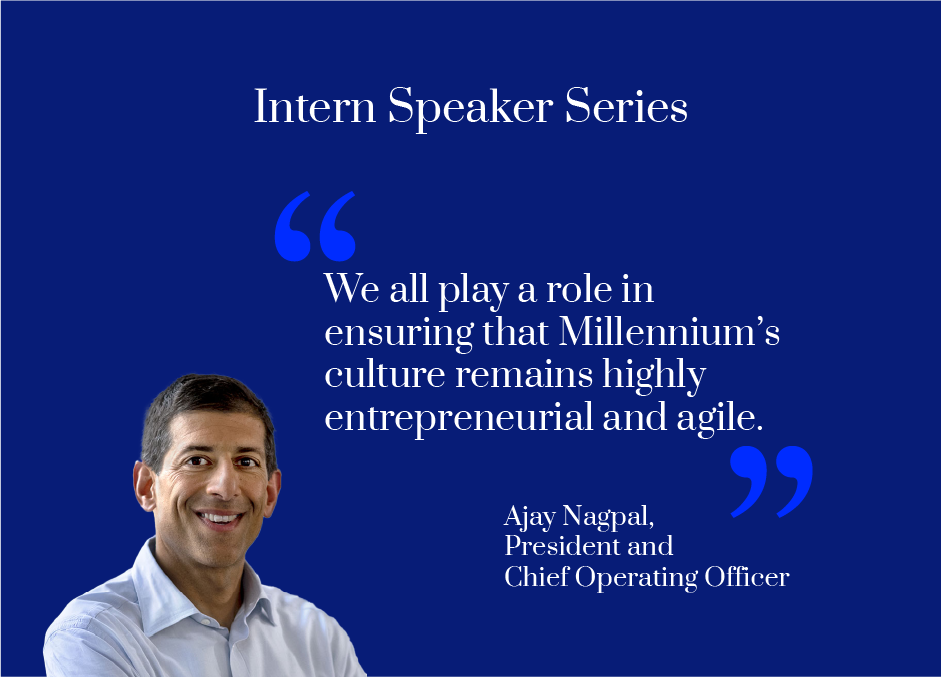 Intern Speaker Series
“
We all play a role in
ensuring that Millennium’s
culture remains highly
entrepreneurial and agile.
”
Ajay Nagpal,
President and
Chief Operating Officer